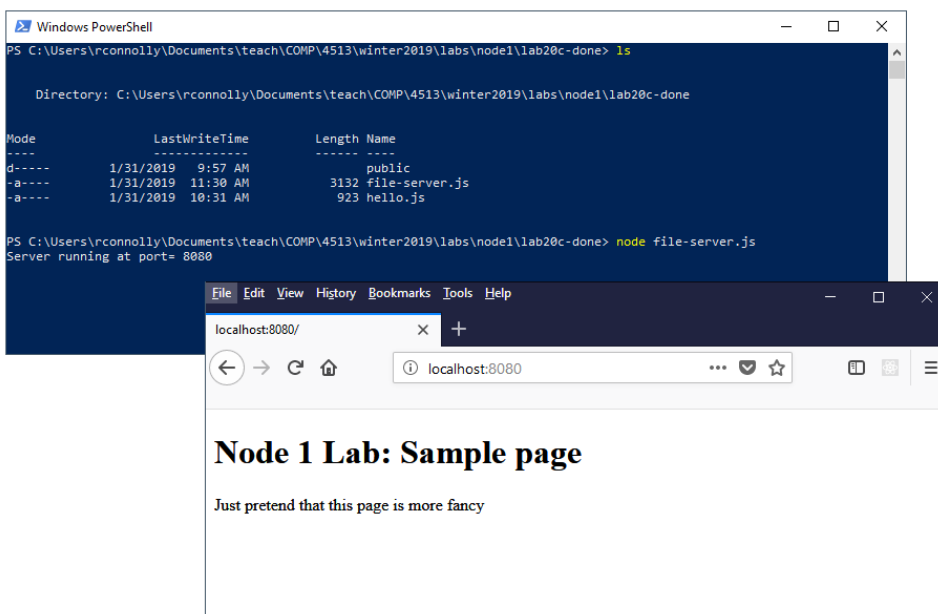 Windows PowerShell
PS C:\Users\rconnolly\Documents\teach\COMP\4513\winter2019\labs\node1\lab20c-done> ls
Directory: C:\Users\rconnolly\Documents\teach\COMP\4513\winter2019\labs\node1\lab20c-done
Mode LastWriteTime Length Name
---- ------------- ------ ----
d----- 1/31/2019 9:57 AM public
-a---- 1/31/2019 11:30 AM 3132 file-server.js
-a---- 1/31/2019 10:31 AM 923 hello.js
PS C:\Users\rconnolly\Documents\teach\COMP\4513\winter2019\labs\node1\lab20c-done> node file-server.js
Server running at port= 8080
File Edit View History Bookmarks Tools Help
localhost:8080/
localhost:8080
Node 1 Lab: Sample page
Just pretend that this page is more fancy